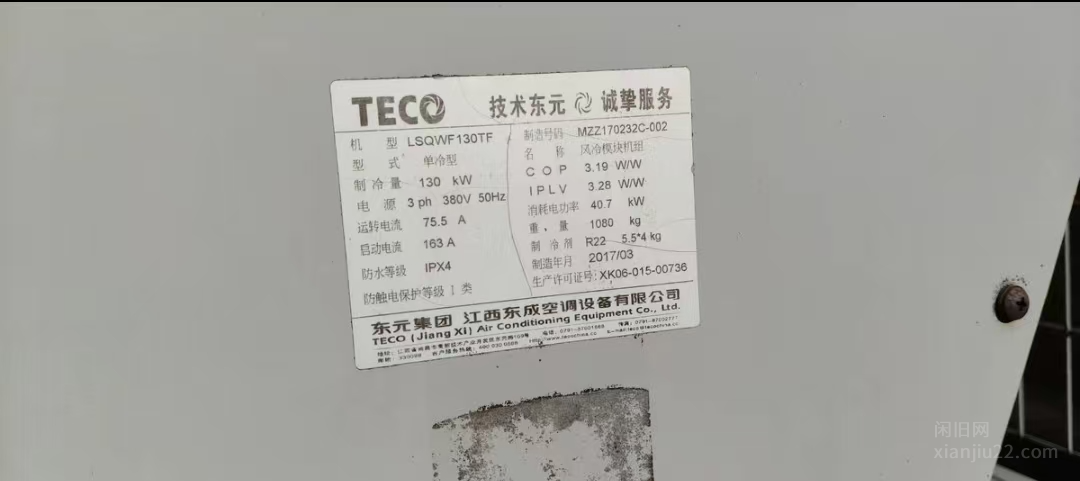 TECO 技术东元 诚挚服务
机 型 LSQWF130TF
型 式 单冷型
制冷量 130 kW
电 源 3 ph 380V 50Hz
运转电流 75.5 A
启动电流 163 A
防水等级 IPX4
防触电保护等级 I 类
制造号码 MZZ170232C-002
名 称 风冷模块机组
C O P 3.19 W/W
I P L V 3.28 W/W
消耗电功率 40.7 kW
重 量 1080 kg
制 冷 剂 R22 5.5*4 kg
制造年月 2017/03
生产许可证号: XK06-015-00736
东元集团 江西东成空调设备有限公司
TECO (Jiang Xi) Air Conditioning Equipment Co., Ltd.
闲旧网
xianjiu22.com